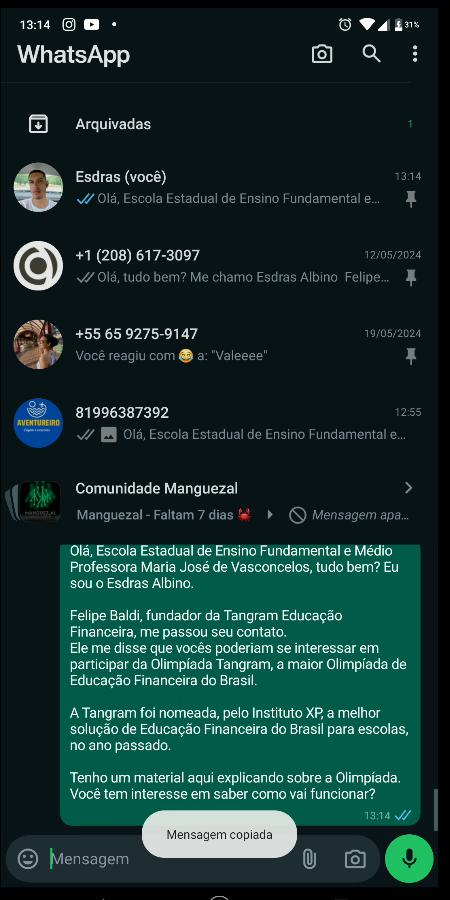 13:14
31%
WhatsApp
Arquivadas 1
Esdras (você) 13:14
Olá, Escola Estadual de Ensino Fundamental e...
+1 (208) 617-3097 12/05/2024
Olá, tudo bem? Me chamo Esdras Albino Felipe...
+55 65 9275-9147 19/05/2024
Você reagiu com 😂 a: "Valeeee"
AVENTUREIRO
81996387392 12:55
Olá, Escola Estadual de Ensino Fundamental e...
Comunidade Manguezal
Manguezal - Faltam 7 dias 🦀 Mensagem apa...
Olá, Escola Estadual de Ensino Fundamental e Médio
Professora Maria José de Vasconcelos, tudo bem? Eu
sou o Esdras Albino.
Felipe Baldi, fundador da Tangram Educação
Financeira, me passou seu contato.
Ele me disse que vocês poderiam se interessar em
participar da Olimpíada Tangram, a maior Olimpíada de
Educação Financeira do Brasil.
A Tangram foi nomeada, pelo Instituto XP, a melhor
solução de Educação Financeira do Brasil para escolas,
no ano passado.
Tenho um material aqui explicando sobre a Olimpíada.
Você tem interesse em saber como vai funcionar?
13:14
Mensagem copiada
Mensagem